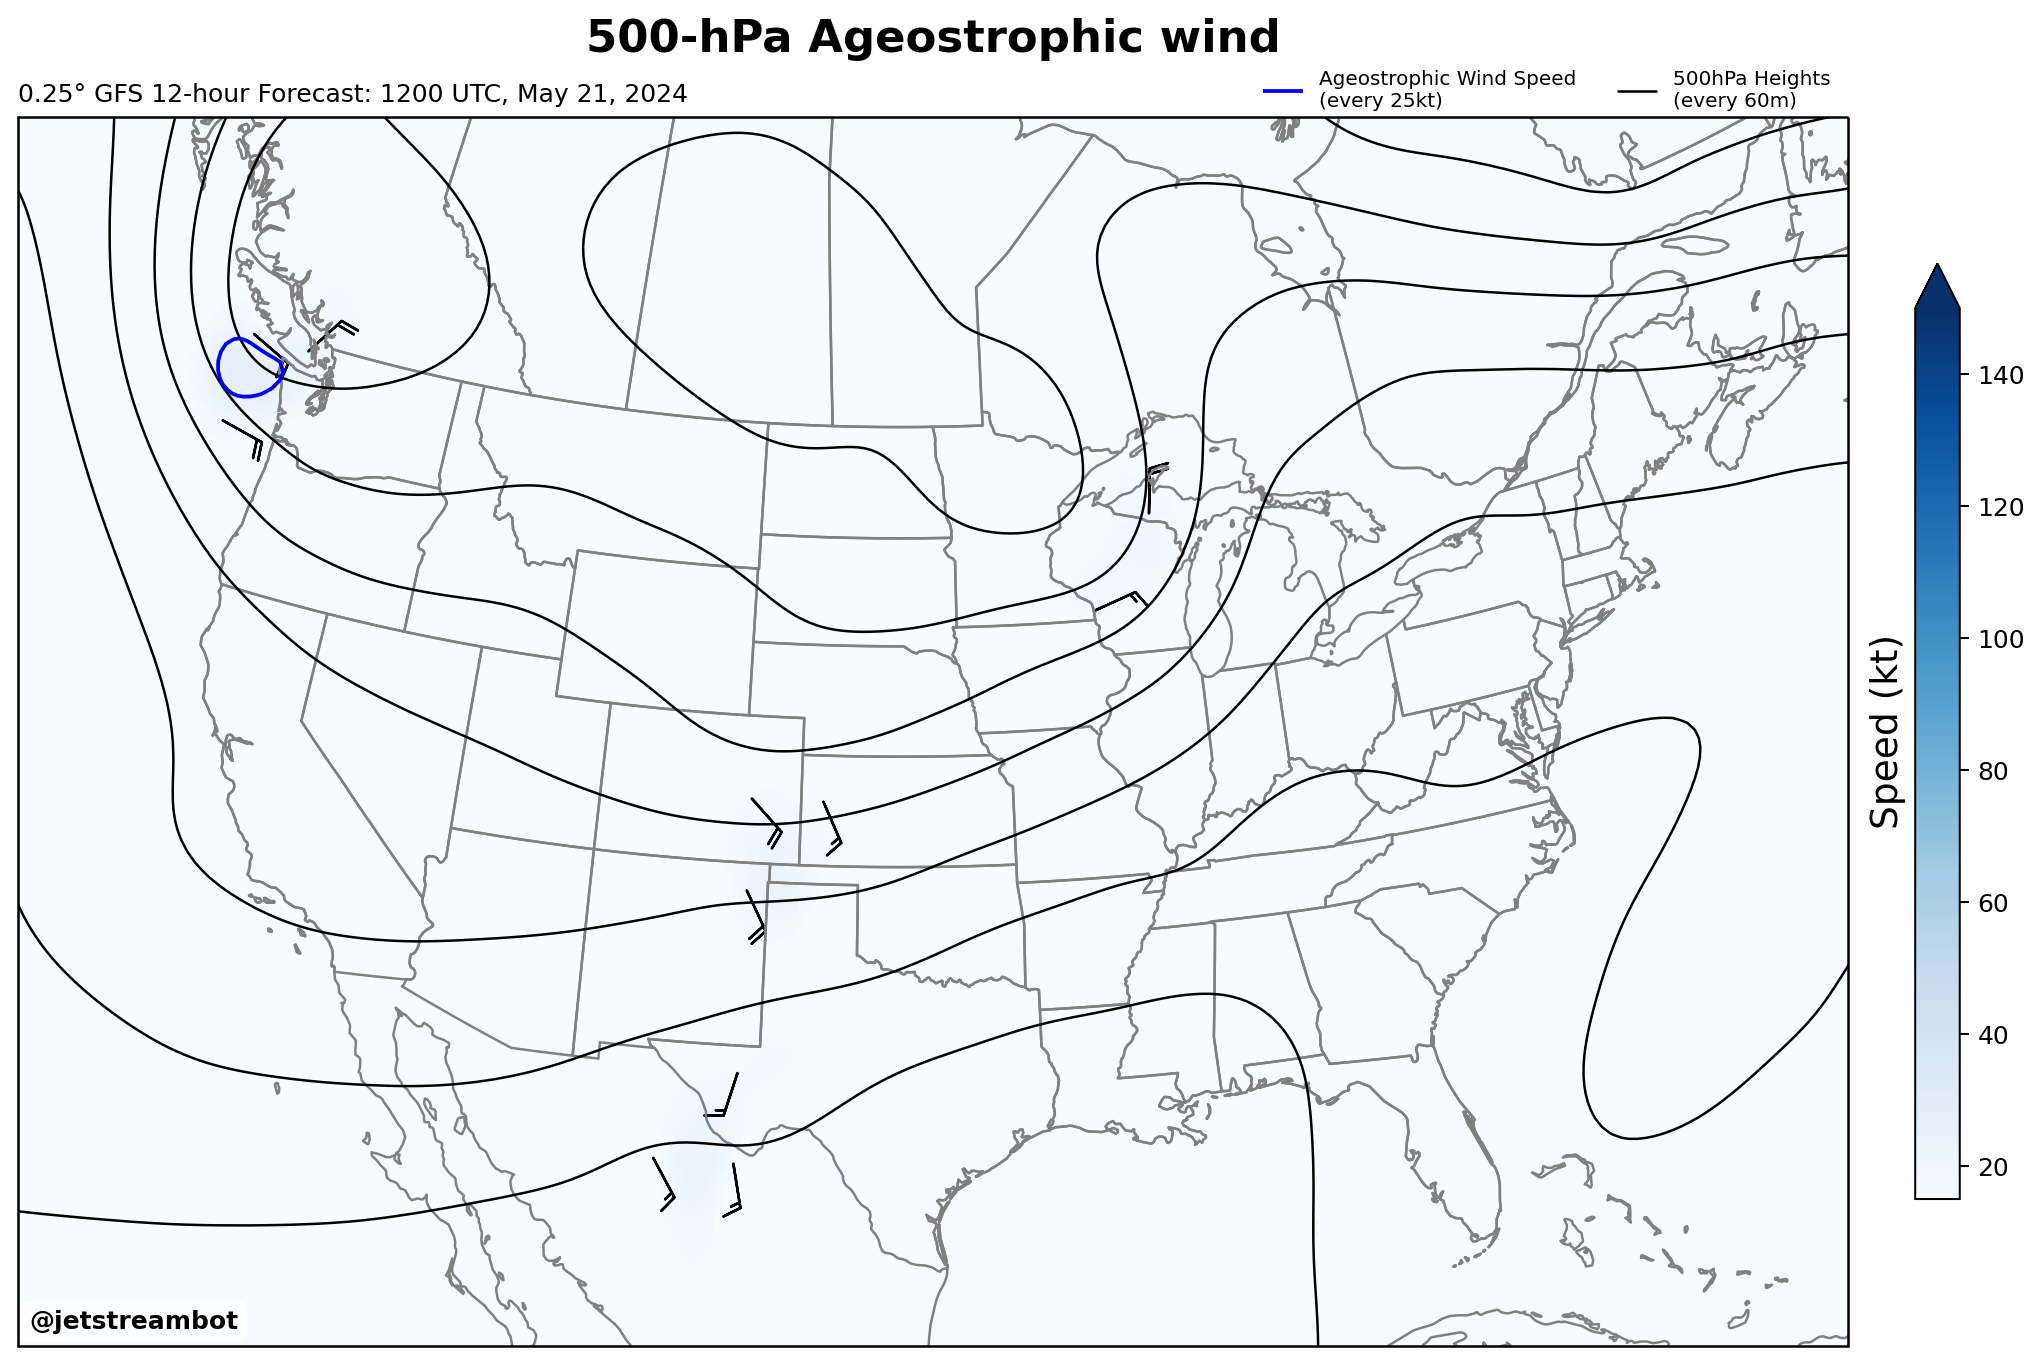 500-hPa Ageostrophic wind
0.25° GFS 12-hour Forecast: 1200 UTC, May 21, 2024
Ageostrophic Wind Speed
(every 25kt)
500hPa Heights
(every 60m)
140
120
100
80
60
40
20
Speed (kt)
@jetstreambot